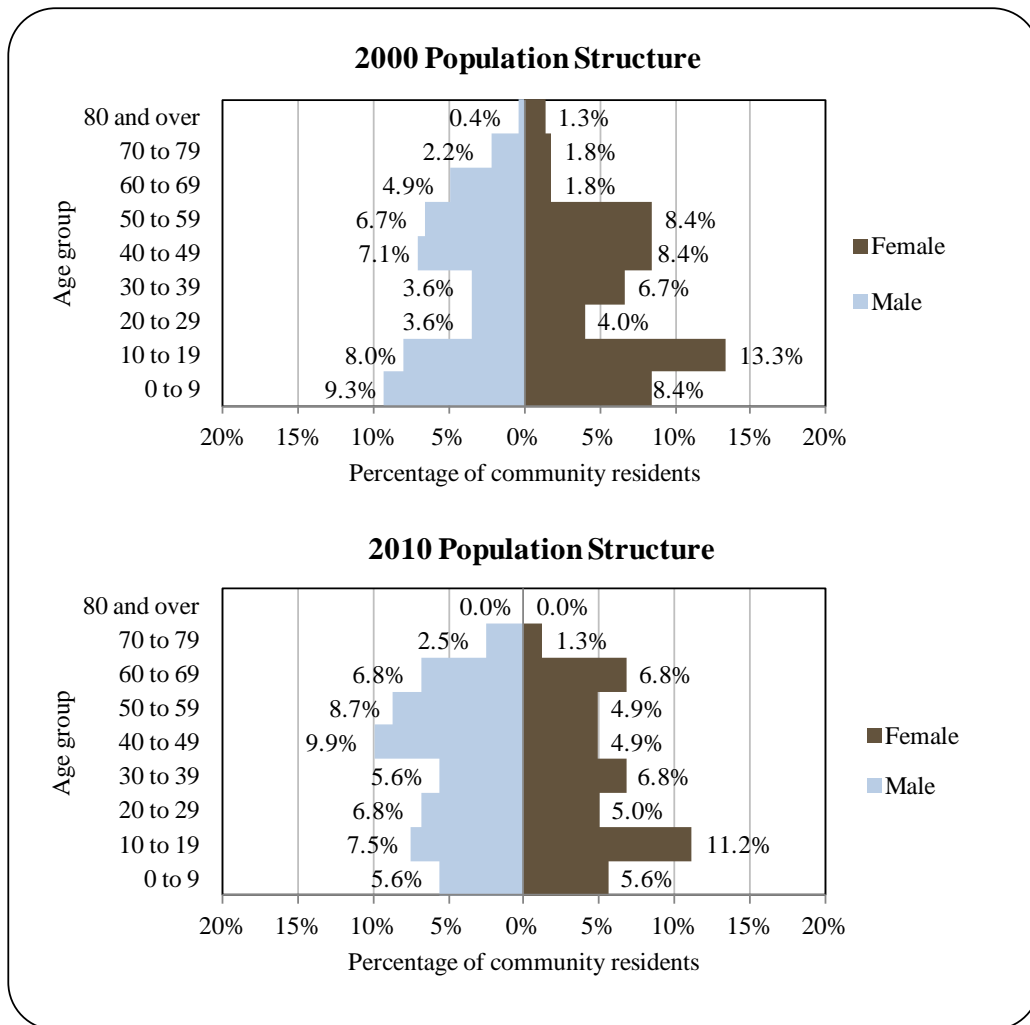 2000 Population Structure
80 and over 0.4% 1.3%
70 to 79 2.2% 1.8%
60 to 69 4.9% 1.8%
50 to 59 6.7% 8.4%
40 to 49 7.1% 8.4%
30 to 39 3.6% 6.7%
20 to 29 3.6% 4.0%
10 to 19 8.0% 13.3%
0 to 9 9.3% 8.4%
Age group
Female
Male
20% 15% 10% 5% 0% 5% 10% 15% 20%
Percentage of community residents
2010 Population Structure
80 and over 0.0% 0.0%
70 to 79 2.5% 1.3%
60 to 69 6.8% 6.8%
50 to 59 8.7% 4.9%
40 to 49 9.9% 4.9%
30 to 39 5.6% 6.8%
20 to 29 6.8% 5.0%
10 to 19 7.5% 11.2%
0 to 9 5.6% 5.6%
Age group
Female
Male
20% 15% 10% 5% 0% 5% 10% 15% 20%
Percentage of community residents